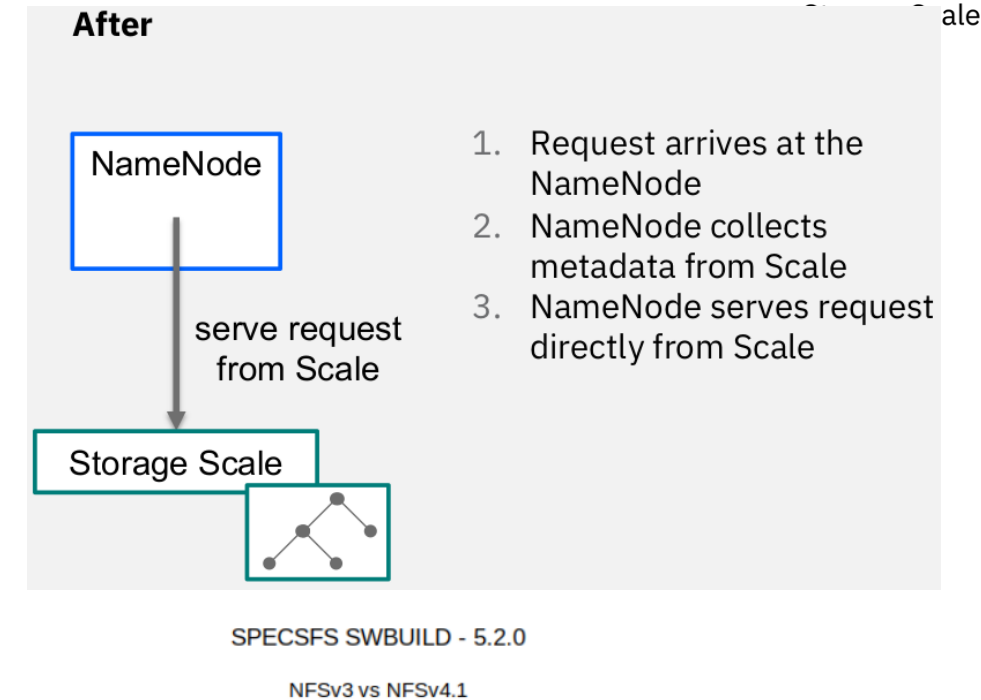 ale
After
NameNode
serve request
from Scale
Storage Scale
1. Request arrives at the
NameNode
2. NameNode collects
metadata from Scale
3. NameNode serves request
directly from Scale
SPECSFS SWBUILD - 5.2.0
NFSv3 vs NFSv4.1